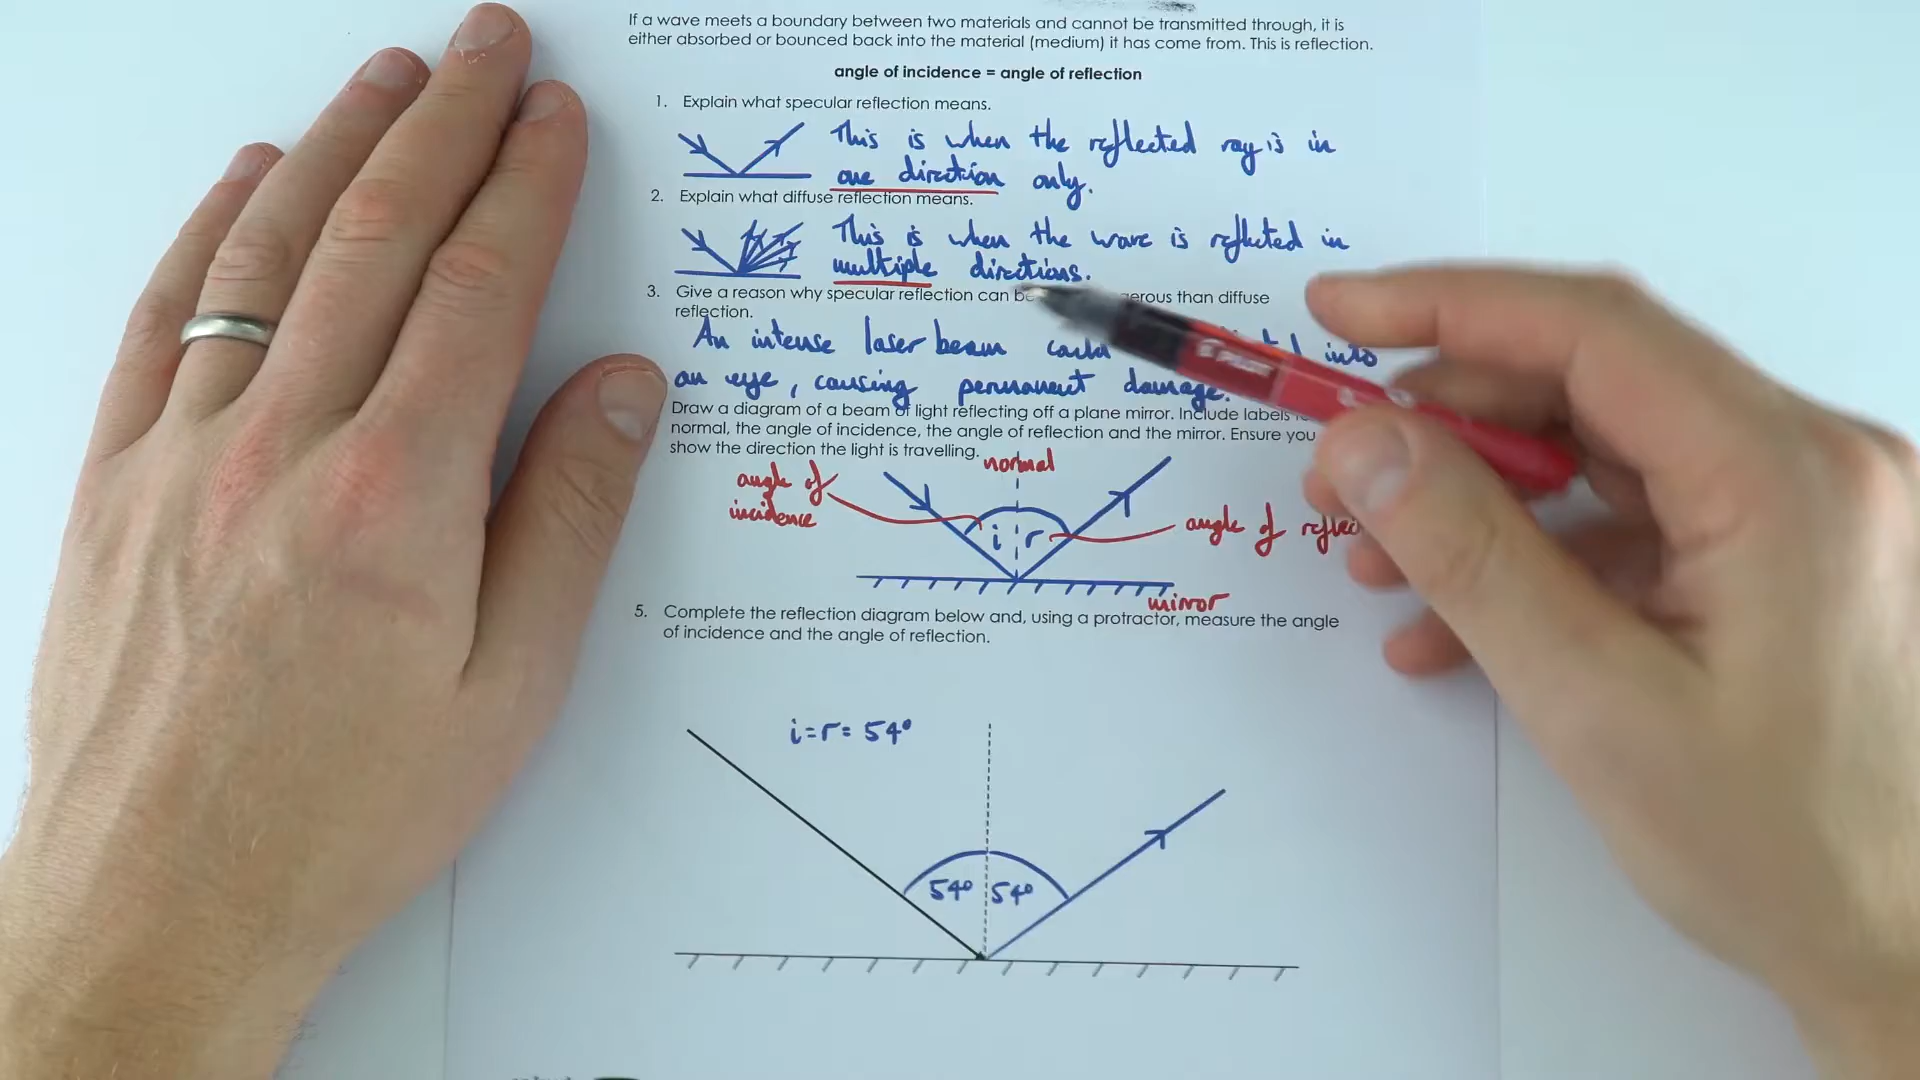 If a wave meets a boundary between two materials and cannot be transmitted through, it is
either absorbed or bounced back into the material (medium) it has come from. This is reflection.
angle of incidence = angle of reflection
1. Explain what specular reflection means.
This is when the reflected ray is in
one direction only.
2. Explain what diffuse reflection means.
This is when the wave is reflected in
multiple directions.
3. Give a reason why specular reflection can be than diffuse
reflection.
An intense laser beam could into
an eye, causing permanent damage.
Draw a diagram of a beam of light reflecting off a plane mirror. Include labels
normal, the angle of incidence, the angle of reflection and the mirror. Ensure you
show the direction the light is travelling.
normal
angle of
incidence
i r
angle of
mirror
5. Complete the reflection diagram below and, using a protractor, measure the angle
of incidence and the angle of reflection.
i=r= 54°
54° 54°
PILOT